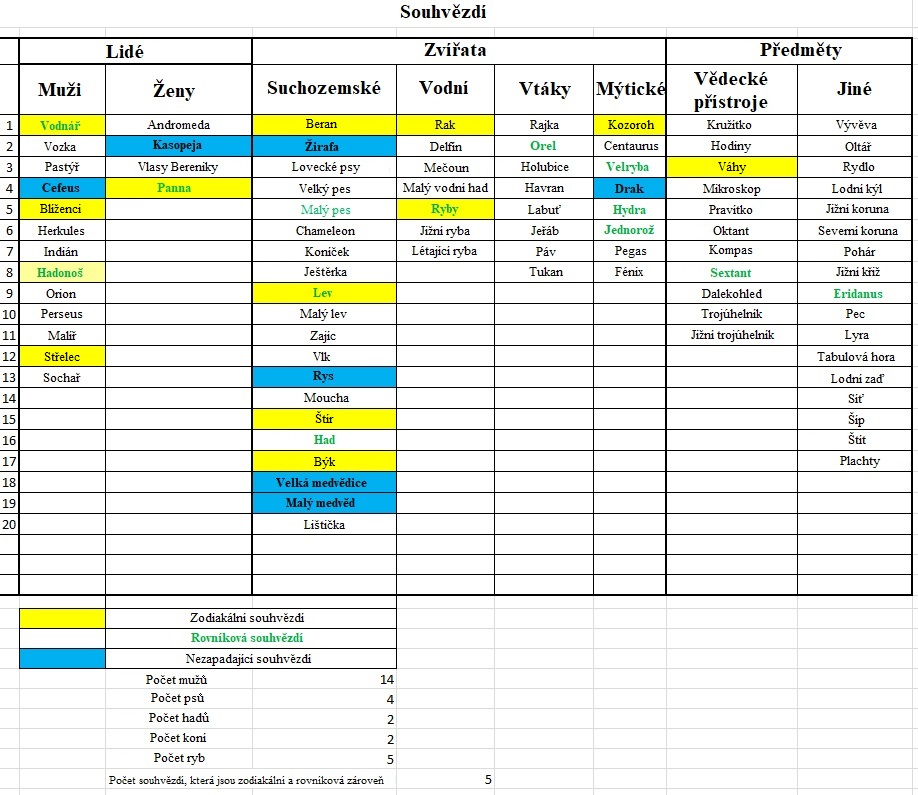 Souhvězdí
Lidé Zvířata Předměty
Muži Ženy Suchozemské Vodní Vtáky Mýtické Vědecké přístroje Jiné
1 Vodnář Andromeda Beran Rak Rajka Kozoroh Kružítko Vývěva
2 Vozka Kasopeja Žirafa Delfín Orel Centaurus Hodiny Oltář
3 Pastýř Vlasy Bereniky Lovecké psy Mečoun Holubice Velryba Váhy Rydlo
4 Cefeus Panna Velký pes Malý vodní had Havran Drak Mikroskop Lodní kýl
5 Blíženci Malý pes Ryby Labuť Hydra Pravítko Jižní koruna
6 Herkules Chameleon Jižní ryba Jeřáb Jednorož Oktant Severní koruna
7 Indián Koníček Létající ryba Páv Pegas Kompas Pohár
8 Hadonoš Ještěrka Tukan Fénix Sextant Jižní kříž
9 Orion Lev Dalekohled Eridanus
10 Perseus Malý lev Trojúhelník Pec
11 Malíř Zajíc Jižní trojúhelník Lyra
12 Střelec Vlk Tabulová hora
13 Sochař Rys Lodní zaď
14 Moucha Síť
15 Štír Šíp
16 Had Štít
17 Býk Plachty
18 Velká medvědice
19 Malý medvěd
20 Lištička
Zodiakální souhvězdí
Rovníková souhvězdí
Nezapadající souhvězdí
Počet mužů 14
Počet psů 4
Počet hadů 2
Počet koní 2
Počet ryb 5
Počet souhvězdí, která jsou zodiakální a rovníková zároveň 5